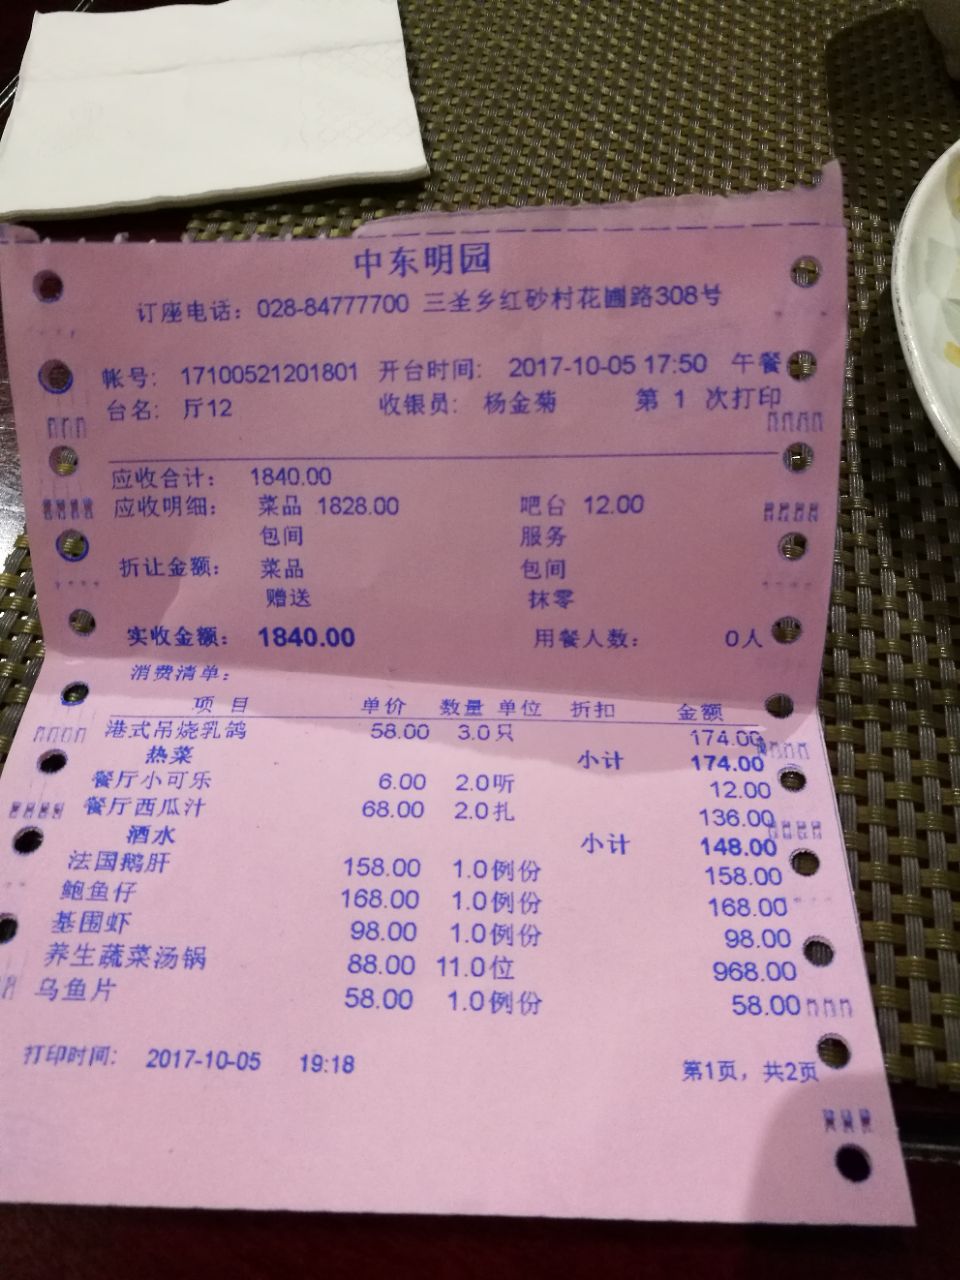 中东明园
订座电话：028-84777700 三圣乡红砂村花圃路308号
帐号： 17100521201801 开台时间： 2017-10-05 17:50 午餐
台名： 厅12 收银员： 杨金菊 第 1 次打印
应收合计： 1840.00
应收明细： 菜品 1828.00 吧台 12.00
包间 服务
折让金额： 菜品 包间
赠送 抹零
实收金额： 1840.00 用餐人数： 0人
消费清单：
项 目 单价 数量 单位 折扣 金额
港式吊烧乳鸽 58.00 3.0只 174.00
热菜 小计 174.00
餐厅小可乐 6.00 2.0听 12.00
餐厅西瓜汁 68.00 2.0扎 136.00
酒水 小计 148.00
法国鹅肝 158.00 1.0例份 158.00
鲍鱼仔 168.00 1.0例份 168.00
基围虾 98.00 1.0例份 98.00
养生蔬菜汤锅 88.00 11.0位 968.00
乌鱼片 58.00 1.0例份 58.00
打印时间： 2017-10-05 19:18 第1页，共2页